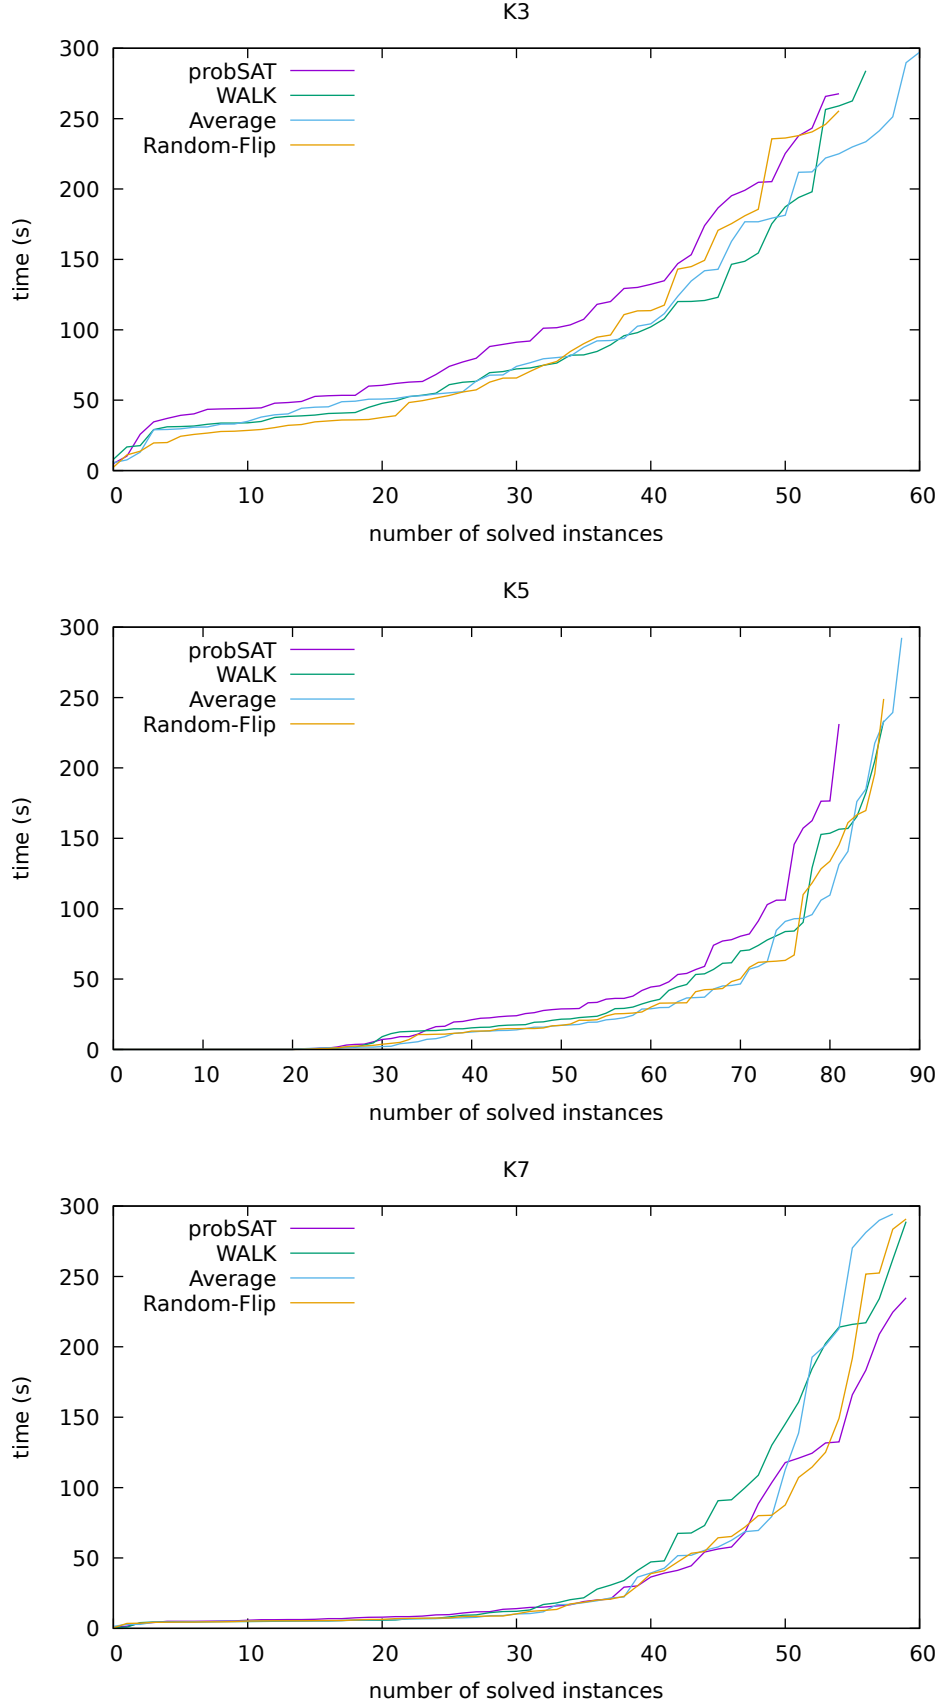 K3
300
250
200
150
100
50
0
time (s)
probSAT
WALK
Average
Random-Flip
0 10 20 30 40 50 60
number of solved instances
K5
300
250
200
150
100
50
0
time (s)
probSAT
WALK
Average
Random-Flip
0 10 20 30 40 50 60 70 80 90
number of solved instances
K7
300
250
200
150
100
50
0
time (s)
probSAT
WALK
Average
Random-Flip
0 10 20 30 40 50 60
number of solved instances